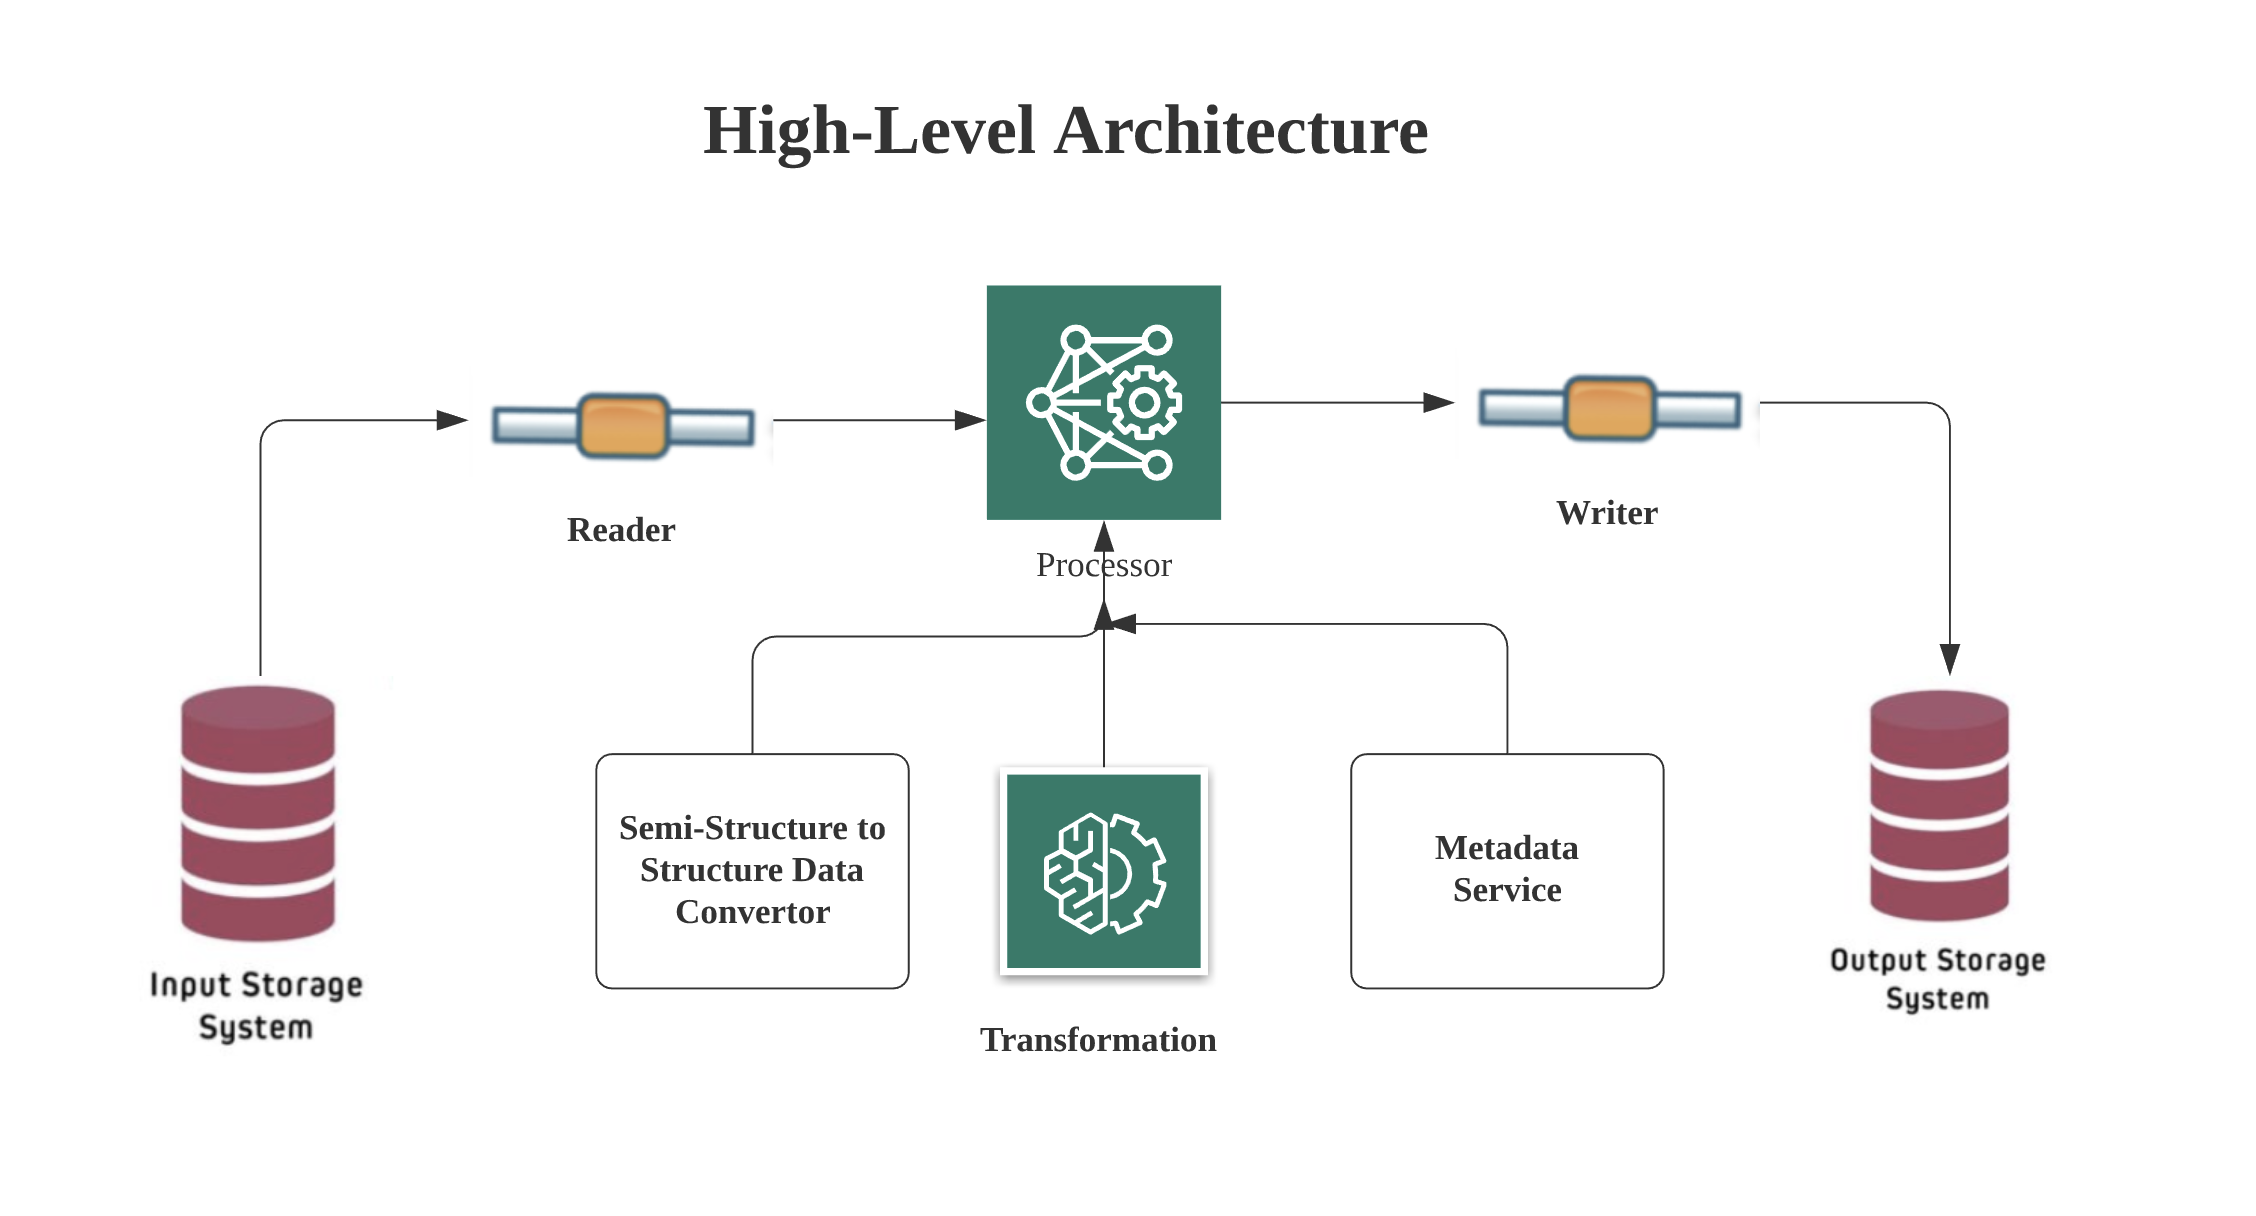 High-Level Architecture
Reader
Processor
Writer
Semi-Structure to
Structure Data
Convertor
Transformation
Metadata
Service
Input Storage
System
Output Storage
System